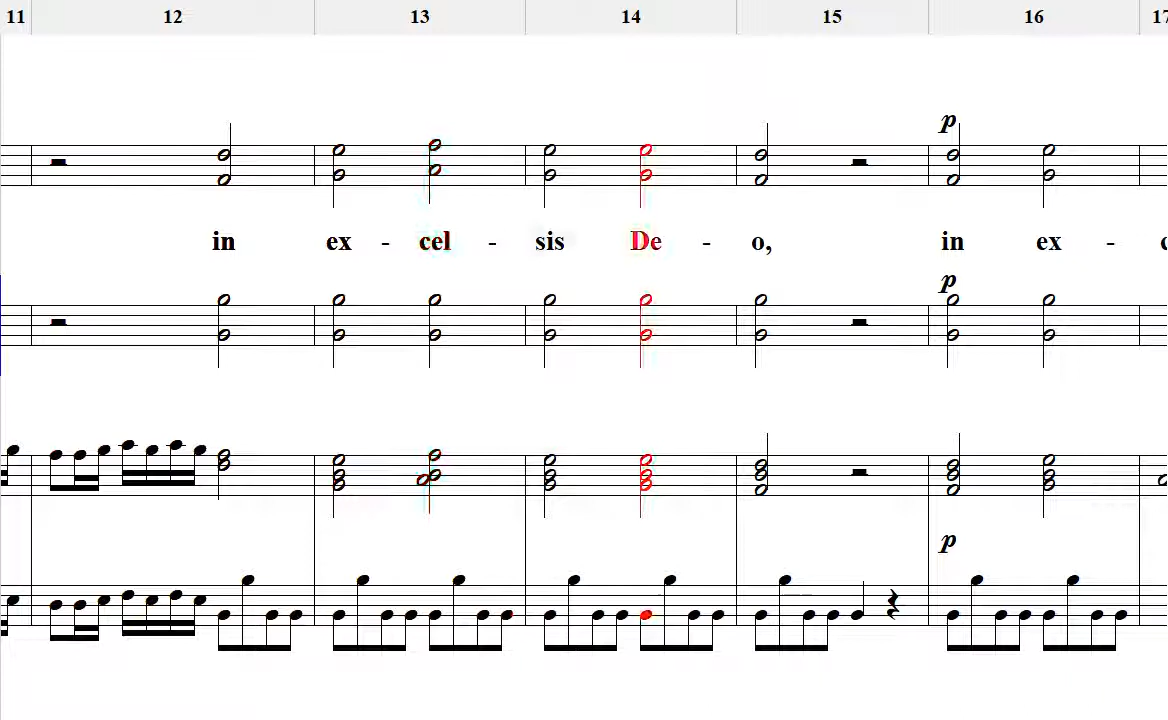 11 12 13 14 15 16 17
p
in ex - cel - sis De - o, in ex - c
p
p